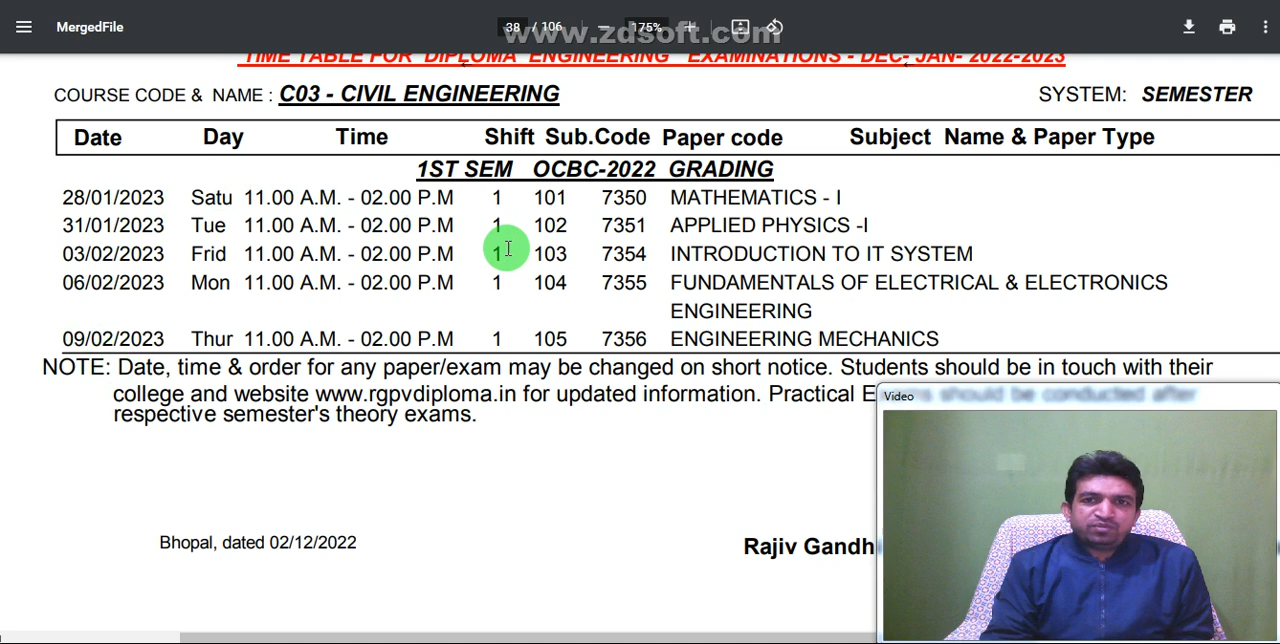 MergedFile 38 / 106 175%
www.zdsoft.com
TIME TABLE FOR DIPLOMA ENGINEERING EXAMINATIONS - DEC- JAN- 2022-2023
COURSE CODE & NAME : C03 - CIVIL ENGINEERING SYSTEM: SEMESTER
Date Day Time Shift Sub.Code Paper code Subject Name & Paper Type
1ST SEM OCBC-2022 GRADING
28/01/2023 Satu 11.00 A.M. - 02.00 P.M 1 101 7350 MATHEMATICS - I
31/01/2023 Tue 11.00 A.M. - 02.00 P.M 1 102 7351 APPLIED PHYSICS -I
03/02/2023 Frid 11.00 A.M. - 02.00 P.M 1 103 7354 INTRODUCTION TO IT SYSTEM
06/02/2023 Mon 11.00 A.M. - 02.00 P.M 1 104 7355 FUNDAMENTALS OF ELECTRICAL & ELECTRONICS
ENGINEERING
09/02/2023 Thur 11.00 A.M. - 02.00 P.M 1 105 7356 ENGINEERING MECHANICS
NOTE: Date, time & order for any paper/exam may be changed on short notice. Students should be in touch with their
college and website www.rgpvdiploma.in for updated information. Practical Exams should be conducted after
respective semester's theory exams.
Video
Bhopal, dated 02/12/2022
Rajiv Gandh